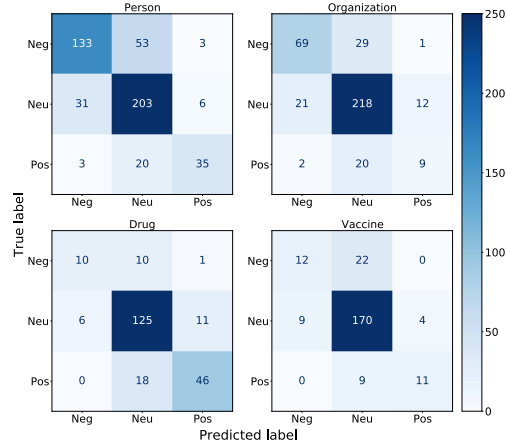 Person
Organization
Neg 133 53 3
Neg 69 29 1
Neu 31 203 6
Neu 21 218 12
Pos 3 20 35
Pos 2 20 9
Neg Neu Pos
Neg Neu Pos
Drug
Vaccine
Neg 10 10 1
Neg 12 22 0
Neu 6 125 11
Neu 9 170 4
Pos 0 18 46
Pos 0 9 11
Neg Neu Pos
Neg Neu Pos
True label
Predicted label
250
200
150
100
50
0